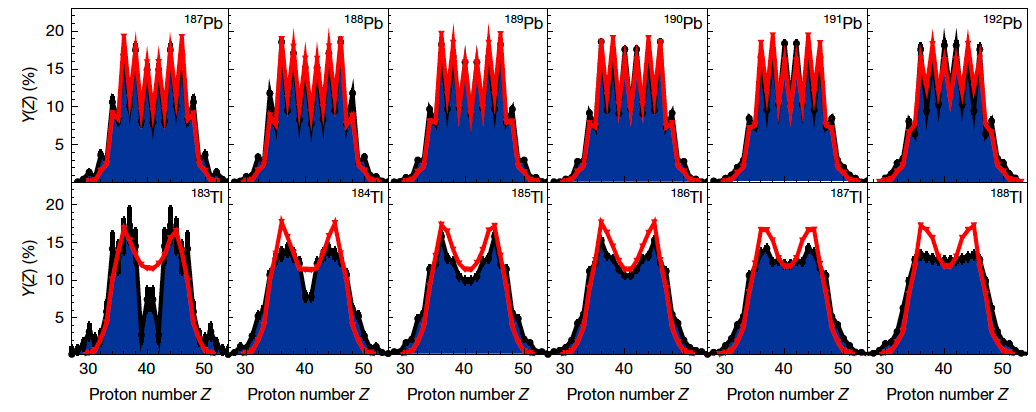 187Pb 188Pb 189Pb 190Pb 191Pb 192Pb
20
15
10
5
Y(Z) (%)
183Tl 184Tl 185Tl 186Tl 187Tl 188Tl
20
15
10
5
Y(Z) (%)
30 40 50 30 40 50 30 40 50 30 40 50 30 40 50 30 40 50
Proton number Z Proton number Z Proton number Z Proton number Z Proton number Z Proton number Z